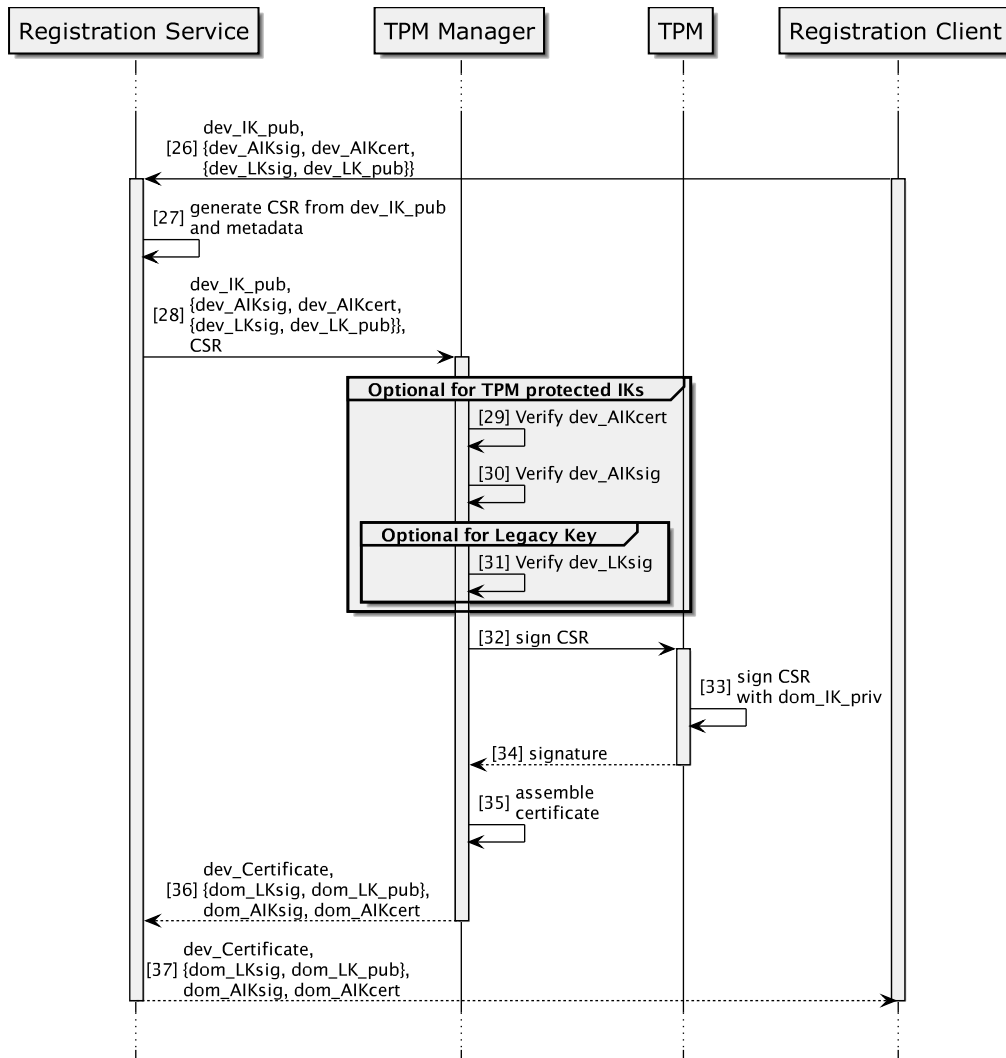 Registration Service
TPM Manager
TPM
Registration Client
dev_IK_pub,
[26] {dev_AIKsig, dev_AIKcert,
{dev_LKsig, dev_LK_pub}}
[27] generate CSR from dev_IK_pub
and metadata
dev_IK_pub,
{dev_AIKsig, dev_AIKcert,
[28] {dev_LKsig, dev_LK_pub}},
CSR
Optional for TPM protected IKs
[29] Verify dev_AIKcert
[30] Verify dev_AIKsig
Optional for Legacy Key
[31] Verify dev_LKsig
[32] sign CSR
[33] sign CSR
with dom_IK_priv
[34] signature
[35] assemble
certificate
dev_Certificate,
[36] {dom_LKsig, dom_LK_pub},
dom_AIKsig, dom_AIKcert
dev_Certificate,
[37] {dom_LKsig, dom_LK_pub},
dom_AIKsig, dom_AIKcert